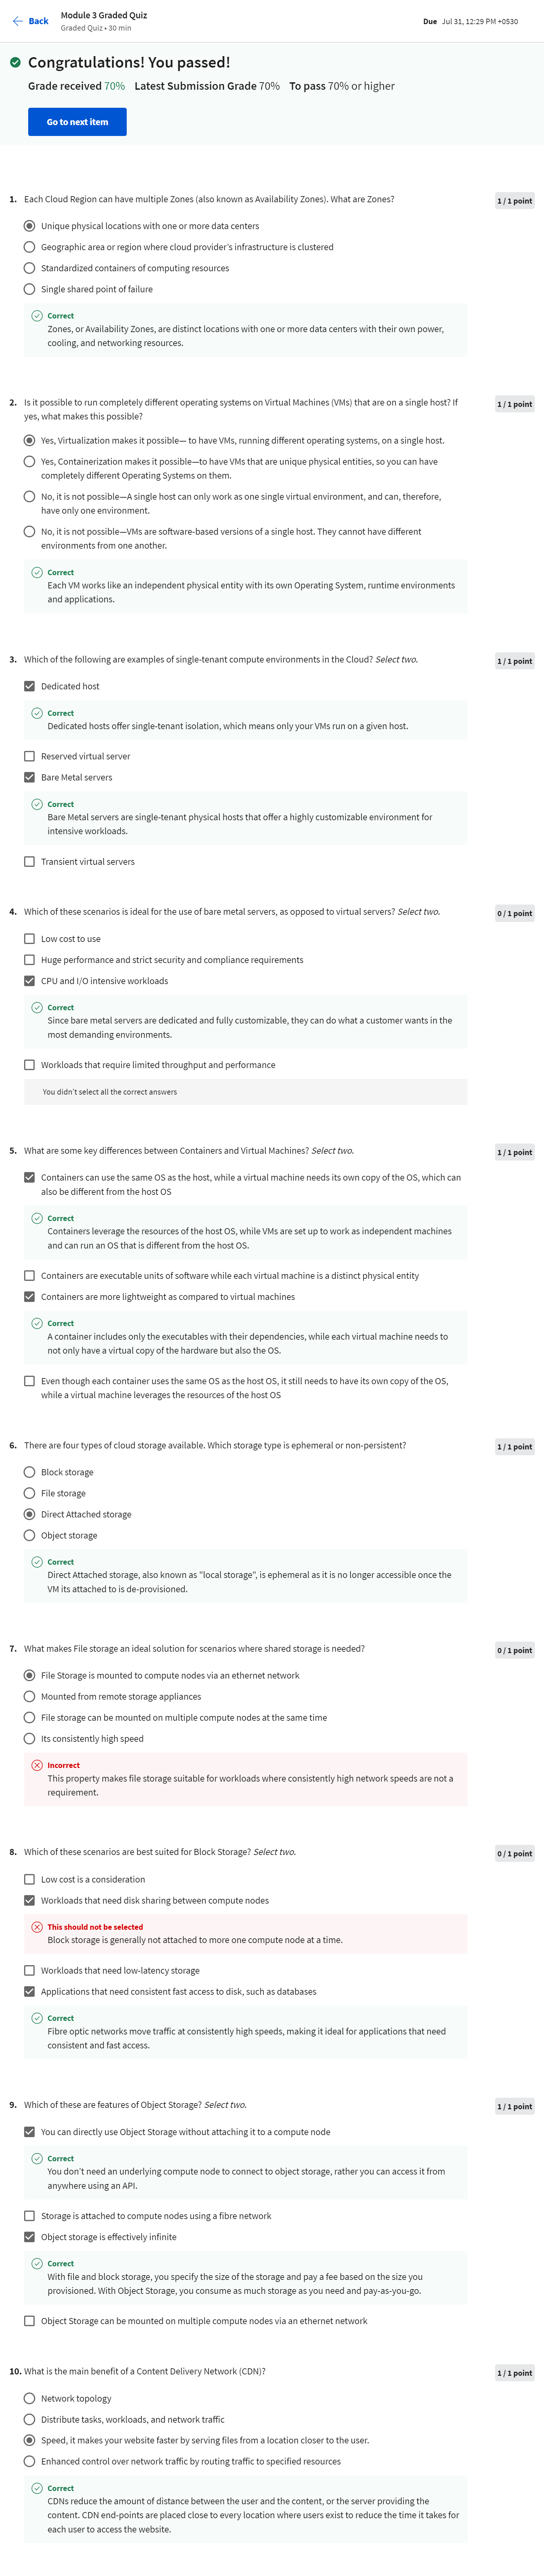 Back
Module 3 Graded Quiz
Graded Quiz • 30 min
Due Jul 31, 12:29 PM +0530
Congratulations! You passed!
Grade received 70% Latest Submission Grade 70% To pass 70% or higher
Go to next item
1. Each Cloud Region can have multiple Zones (also known as Availability Zones). What are Zones?
1 / 1 point
Unique physical locations with one or more data centers
Geographic area or region where cloud provider's infrastructure is clustered
Standardized containers of computing resources
Single shared point of failure
Correct
Zones, or Availability Zones, are distinct locations with one or more data centers with their own power,
cooling, and networking resources.
2. Is it possible to run completely different operating systems on Virtual Machines (VMs) that are on a single host? If
yes, what makes this possible?
1 / 1 point
Yes, Virtualization makes it possible— to have VMs, running different operating systems, on a single host.
Yes, Containerization makes it possible—to have VMs that are unique physical entities, so you can have
completely different Operating Systems on them.
No, it is not possible—A single host can only work as one single virtual environment, and can, therefore,
have only one environment.
No, it is not possible—VMs are software-based versions of a single host. They cannot have different
environments from one another.
Correct
Each VM works like an independent physical entity with its own Operating System, runtime environments
and applications.
3. Which of the following are examples of single-tenant compute environments in the Cloud? Select two.
1 / 1 point
Dedicated host
Correct
Dedicated hosts offer single-tenant isolation, which means only your VMs run on a given host.
Reserved virtual server
Bare Metal servers
Correct
Bare Metal servers are single-tenant physical hosts that offer a highly customizable environment for
intensive workloads.
Transient virtual servers
4. Which of these scenarios is ideal for the use of bare metal servers, as opposed to virtual servers? Select two.
0 / 1 point
Low cost to use
Huge performance and strict security and compliance requirements
CPU and I/O intensive workloads
Correct
Since bare metal servers are dedicated and fully customizable, they can do what a customer wants in the
most demanding environments.
Workloads that require limited throughput and performance
You didn't select all the correct answers
5. What are some key differences between Containers and Virtual Machines? Select two.
1 / 1 point
Containers can use the same OS as the host, while a virtual machine needs its own copy of the OS, which can
also be different from the host OS
Correct
Containers leverage the resources of the host OS, while VMs are set up to work as independent machines
and can run an OS that is different from the host OS.
Containers are executable units of software while each virtual machine is a distinct physical entity
Containers are more lightweight as compared to virtual machines
Correct
A container includes only the executables with their dependencies, while each virtual machine needs to
not only have a virtual copy of the hardware but also the OS.
Even though each container uses the same OS as the host OS, it still needs to have its own copy of the OS,
while a virtual machine leverages the resources of the host OS
6. There are four types of cloud storage available. Which storage type is ephemeral or non-persistent?
1 / 1 point
Block storage
File storage
Direct Attached storage
Object storage
Correct
Direct Attached storage, also known as "local storage", is ephemeral as it is no longer accessible once the
VM its attached to is de-provisioned.
7. What makes File storage an ideal solution for scenarios where shared storage is needed?
0 / 1 point
File Storage is mounted to compute nodes via an ethernet network
Mounted from remote storage appliances
File storage can be mounted on multiple compute nodes at the same time
Its consistently high speed
Incorrect
This property makes file storage suitable for workloads where consistently high network speeds are not a
requirement.
8. Which of these scenarios are best suited for Block Storage? Select two.
0 / 1 point
Low cost is a consideration
Workloads that need disk sharing between compute nodes
This should not be selected
Block storage is generally not attached to more one compute node at a time.
Workloads that need low-latency storage
Applications that need consistent fast access to disk, such as databases
Correct
Fibre optic networks move traffic at consistently high speeds, making it ideal for applications that need
consistent and fast access.
9. Which of these are features of Object Storage? Select two.
1 / 1 point
You can directly use Object Storage without attaching it to a compute node
Correct
You don't need an underlying compute node to connect to object storage, rather you can access it from
anywhere using an API.
Storage is attached to compute nodes using a fibre network
Object storage is effectively infinite
Correct
With file and block storage, you specify the size of the storage and pay a fee based on the size you
provisioned. With Object Storage, you consume as much storage as you need and pay-as-you-go.
Object Storage can be mounted on multiple compute nodes via an ethernet network
10. What is the main benefit of a Content Delivery Network (CDN)?
1 / 1 point
Network topology
Distribute tasks, workloads, and network traffic
Speed, it makes your website faster by serving files from a location closer to the user.
Enhanced control over network traffic by routing traffic to specified resources
Correct
CDNs reduce the amount of distance between the user and the content, or the server providing the
content. CDN end-points are placed close to every location where users exist to reduce the time it takes for
each user to access the website.